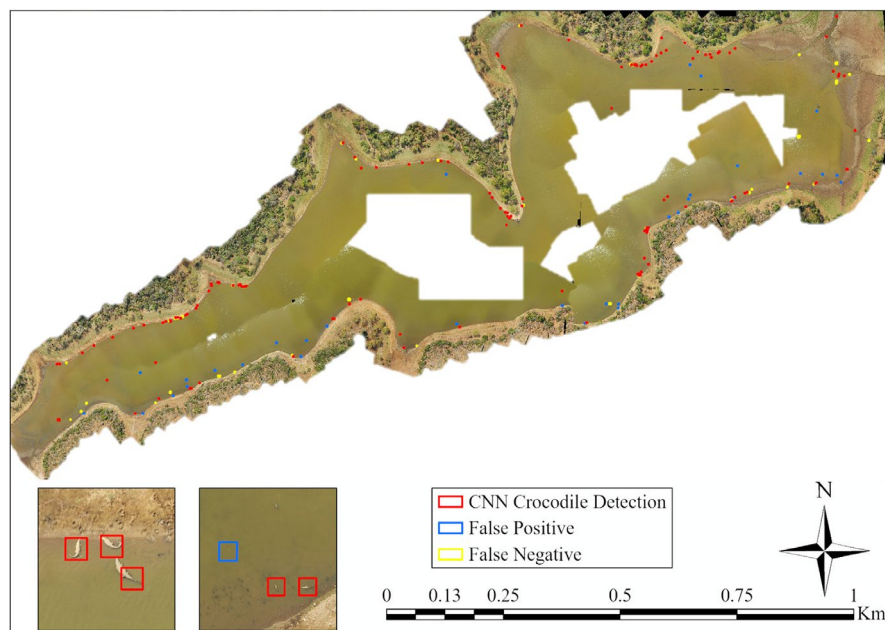 CNN Crocodile Detection
False Positive
False Negative
N
0 0.13 0.25 0.5 0.75 1
Km